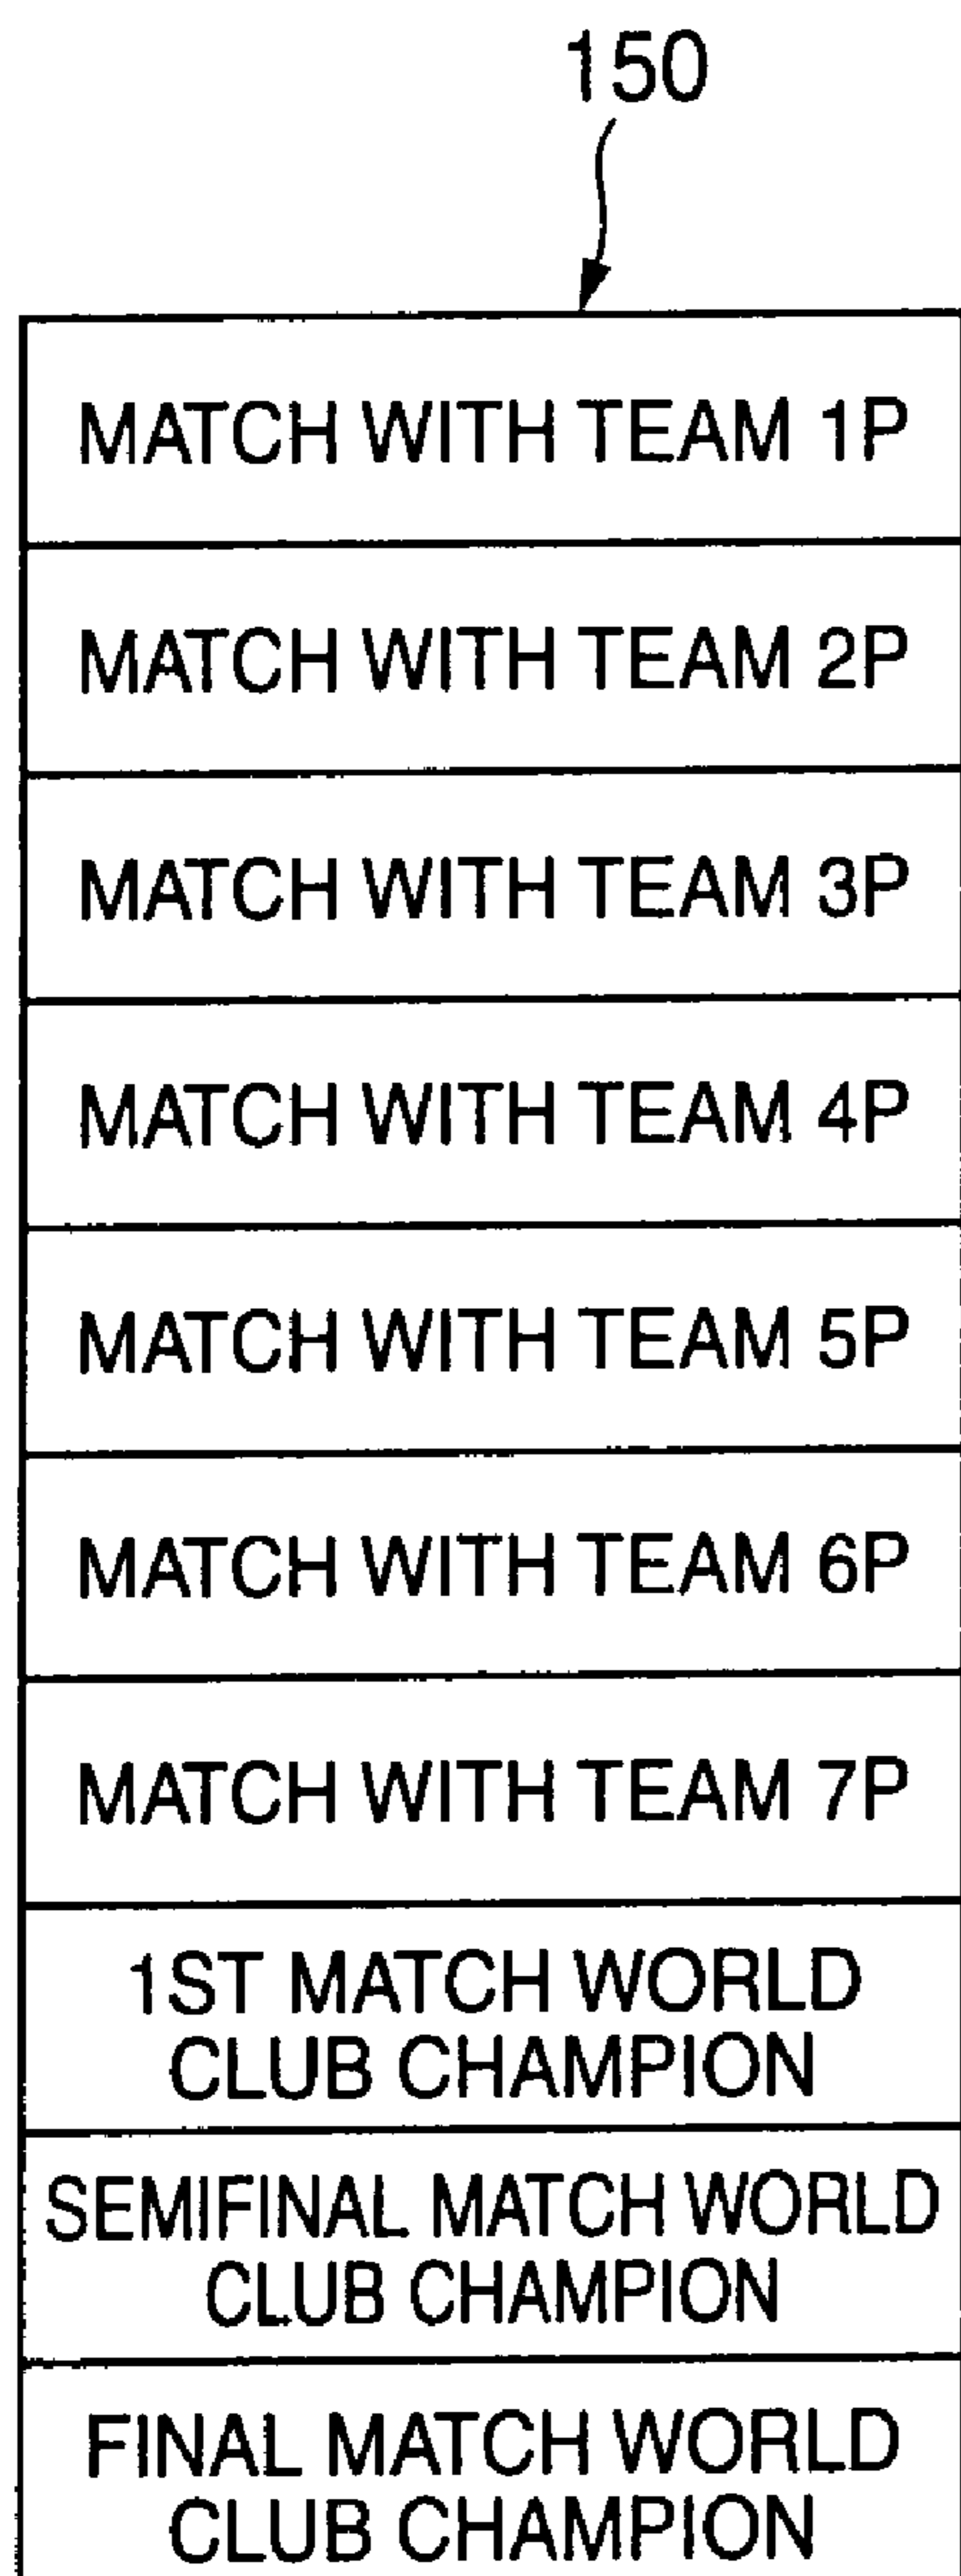 150
MATCH WITH TEAM 1P
MATCH WITH TEAM 2P
MATCH WITH TEAM 3P
MATCH WITH TEAM 4P
MATCH WITH TEAM 5P
MATCH WITH TEAM 6P
MATCH WITH TEAM 7P
1ST MATCH WORLD
CLUB CHAMPION
SEMIFINAL MATCH WORLD
CLUB CHAMPION
FINAL MATCH WORLD
CLUB CHAMPION